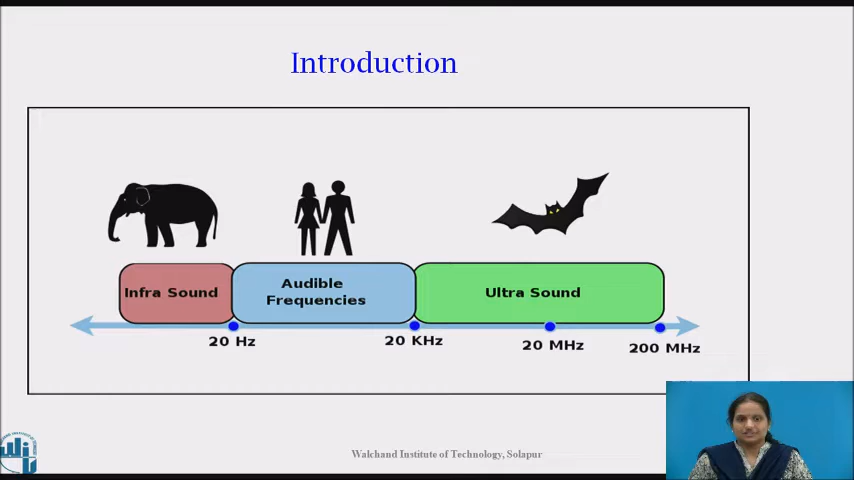 Introduction
Infra Sound
Audible
Frequencies
Ultra Sound
20 Hz
20 KHz
20 MHz
200 MHz
Walchand Institute of Technology, Solapur